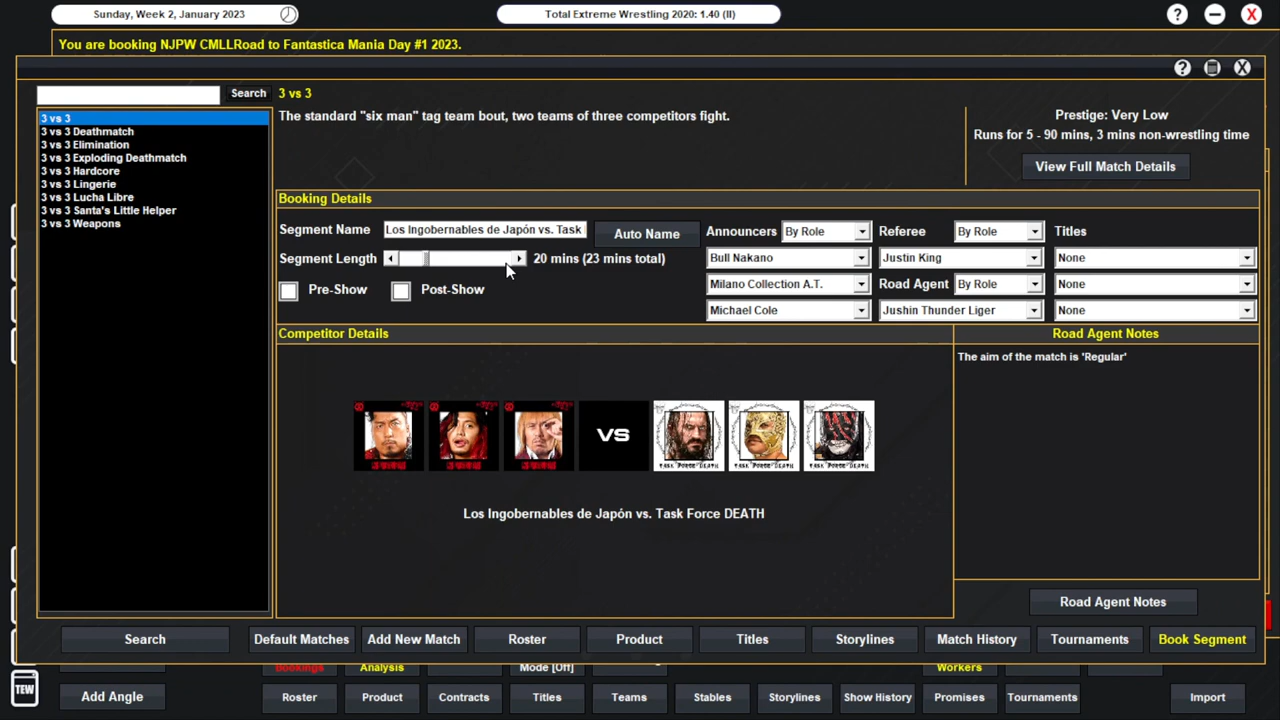 Sunday, Week 2, January 2023
Total Extreme Wrestling 2020: 1.40 (II)
You are booking NJPW CMLLRoad to Fantastica Mania Day #1 2023.
Search
3 vs 3
3 vs 3
3 vs 3 Deathmatch
3 vs 3 Elimination
3 vs 3 Exploding Deathmatch
3 vs 3 Hardcore
3 vs 3 Lingerie
3 vs 3 Lucha Libre
3 vs 3 Santa's Little Helper
3 vs 3 Weapons
The standard "six man" tag team bout, two teams of three competitors fight.
Prestige: Very Low
Runs for 5 - 90 mins, 3 mins non-wrestling time
View Full Match Details
Booking Details
Segment Name
Los Ingobernables de Japón vs. Task
Auto Name
Segment Length
20 mins (23 mins total)
Pre-Show
Post-Show
Announcers
By Role
Bull Nakano
Milano Collection A.T.
Michael Cole
Referee
By Role
Justin King
Road Agent
By Role
Jushin Thunder Liger
Titles
None
None
None
Competitor Details
VS
TASK FORCE DEATH
TASK FORCE DEATH
TASK FORCE DEATH
Los Ingobernables de Japón vs. Task Force DEATH
Road Agent Notes
The aim of the match is 'Regular'
Road Agent Notes
Search
Default Matches
Add New Match
Roster
Product
Titles
Storylines
Match History
Tournaments
Book Segment
Bookings
Analysis
Mode [Off]
Workers
TEW
Add Angle
Roster
Product
Contracts
Titles
Teams
Stables
Storylines
Show History
Promises
Tournaments
Import